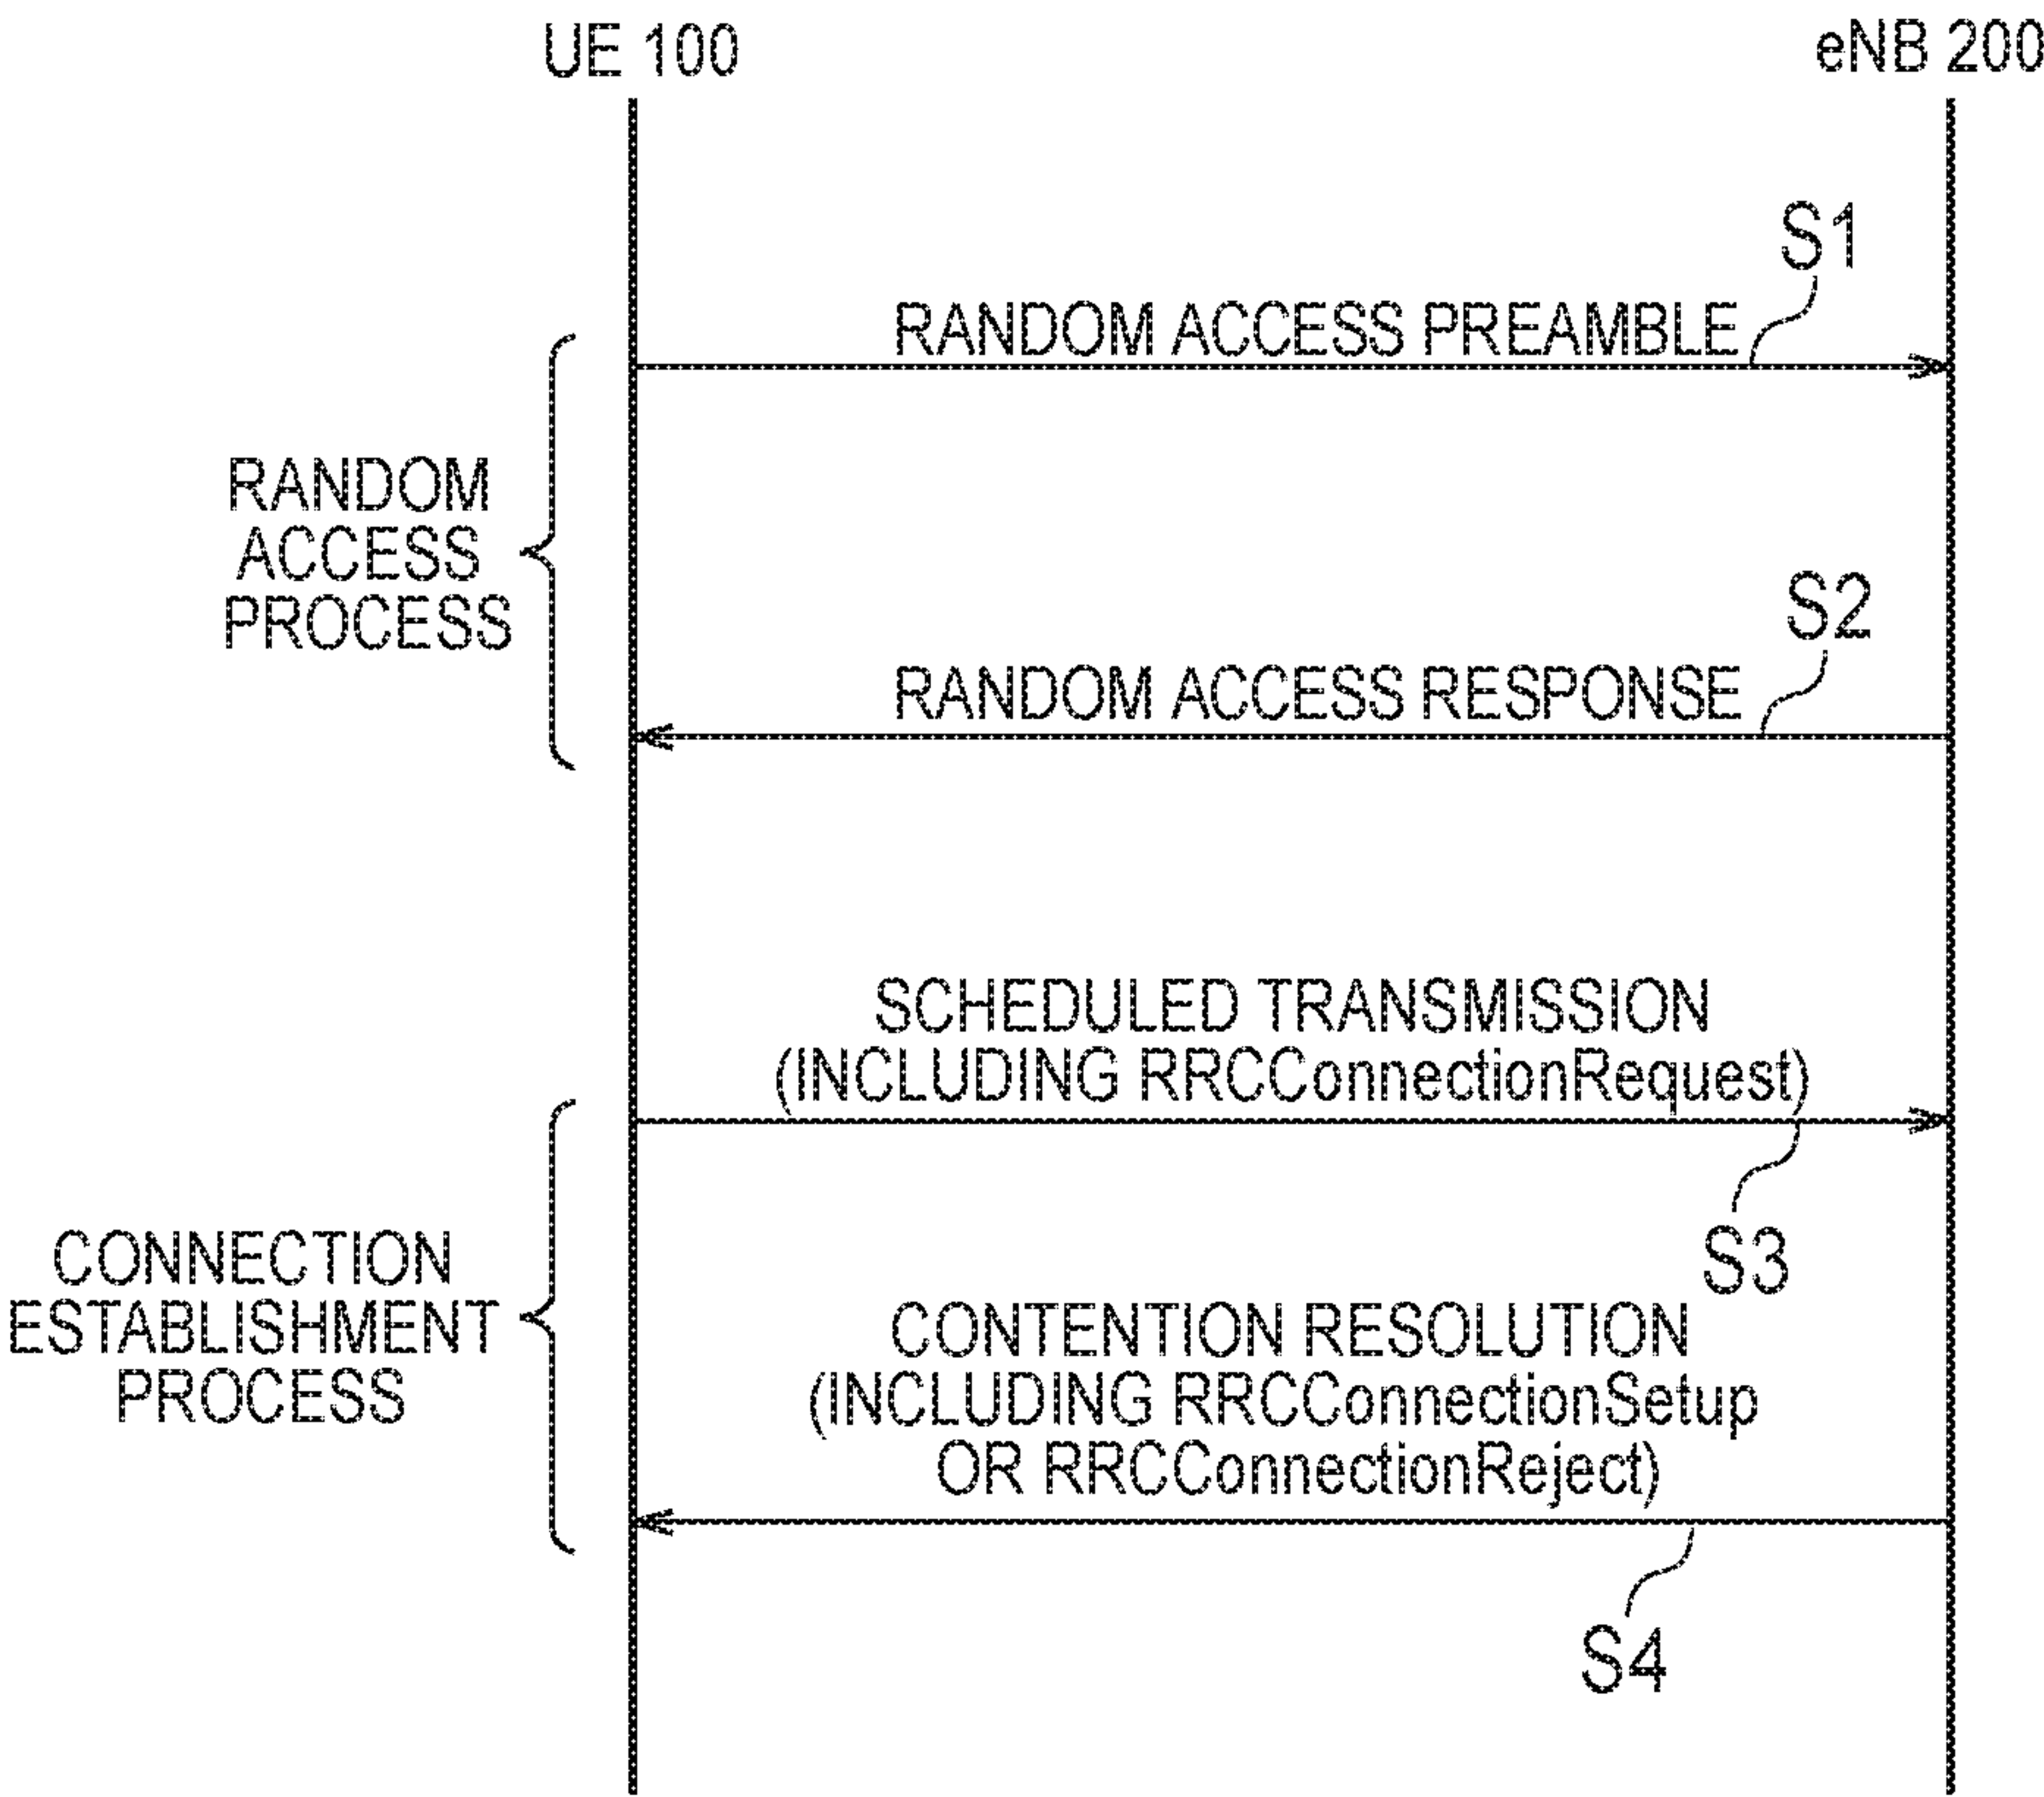 UE 100
eNB 200
S1
RANDOM ACCESS PREAMBLE
RANDOM
ACCESS
PROCESS
S2
RANDOM ACCESS RESPONSE
SCHEDULED TRANSMISSION
(INCLUDING RRCConnectionRequest)
S3
CONNECTION
ESTABLISHMENT
PROCESS
CONTENTION RESOLUTION
(INCLUDING RRCConnectionSetup
OR RRCConnectionReject)
S4